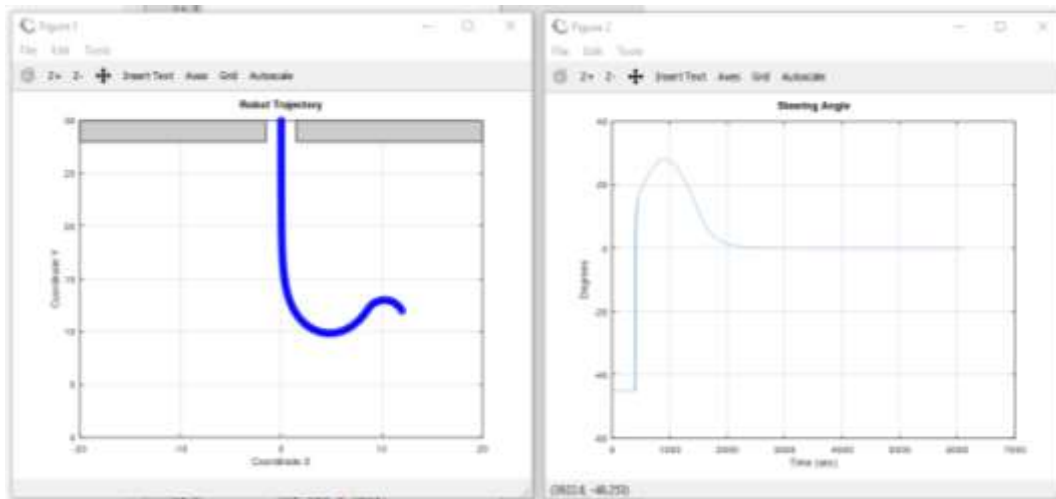 Figure 1
File Edit Tools
Z+ Z- Insert Text Axes Grid Autoscale
Robot Trajectory
30
25
20
15
10
5
0
-20 -10 0 10 20
Coordinate Y
Coordinate X
Figure 2
File Edit Tools
Z+ Z- Insert Text Axes Grid Autoscale
Steering Angle
40
20
0
-20
-40
-60
0 1000 2000 3000 4000 5000 6000 7000
Degrees
Time (sec)